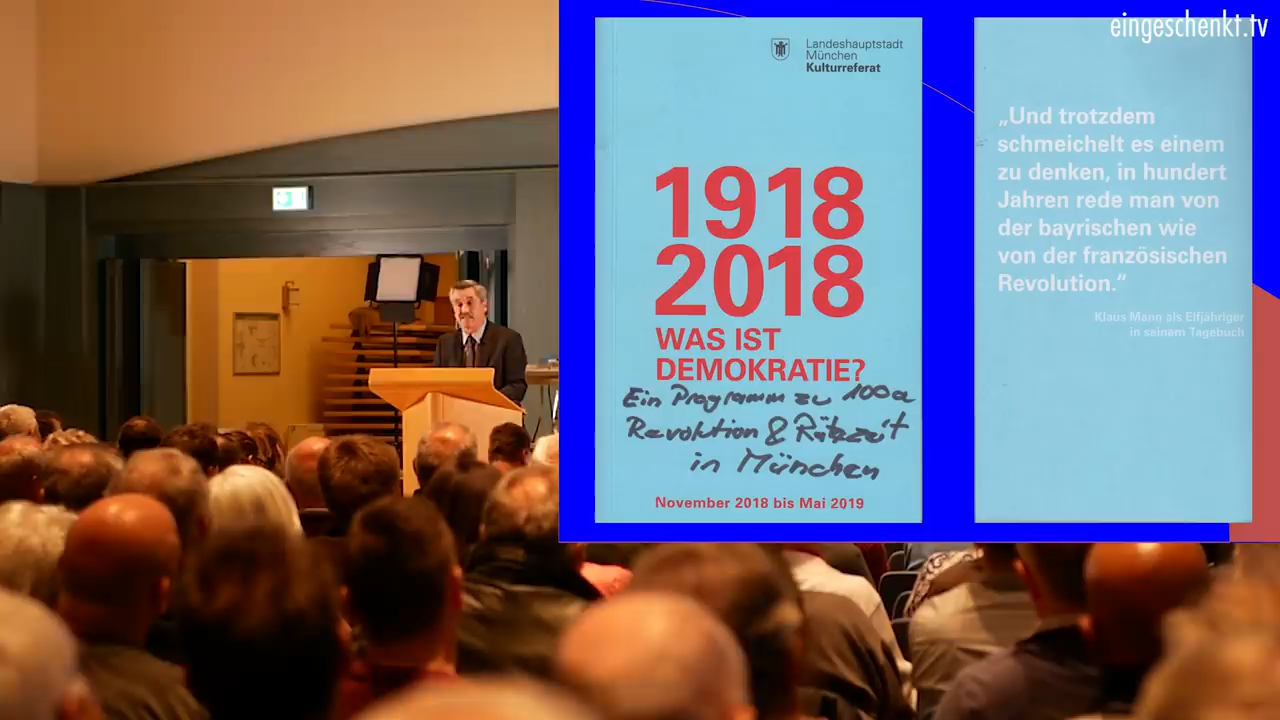 eingeschenkt.tv
Landeshauptstadt
München
Kulturreferat
1918
2018
WAS IST
DEMOKRATIE?
Ein Programm zu 100a
Revoktion & Rätezeit
in München
November 2018 bis Mai 2019
„Und trotzdem
schmeichelt es einem
zu denken, in hundert
Jahren rede man von
der bayrischen wie
von der französischen
Revolution.“
Klaus Mann als Elfjähriger
in seinem Tagebuch